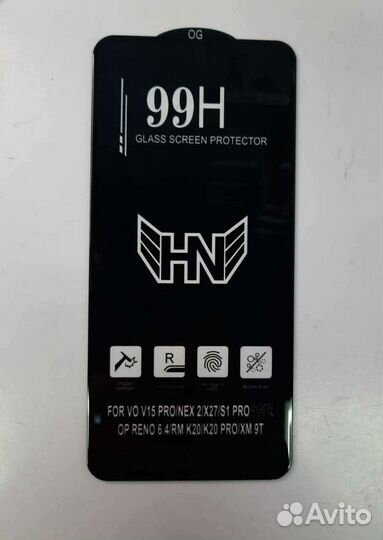 OG
99H
GLASS SCREEN PROTECTOR
HN
R
FOR VO V15 PRO/NEX 2/X27/S1 PRO
OP RENO 6.4/RM K20/K20 PRO/XM 9T
Avito